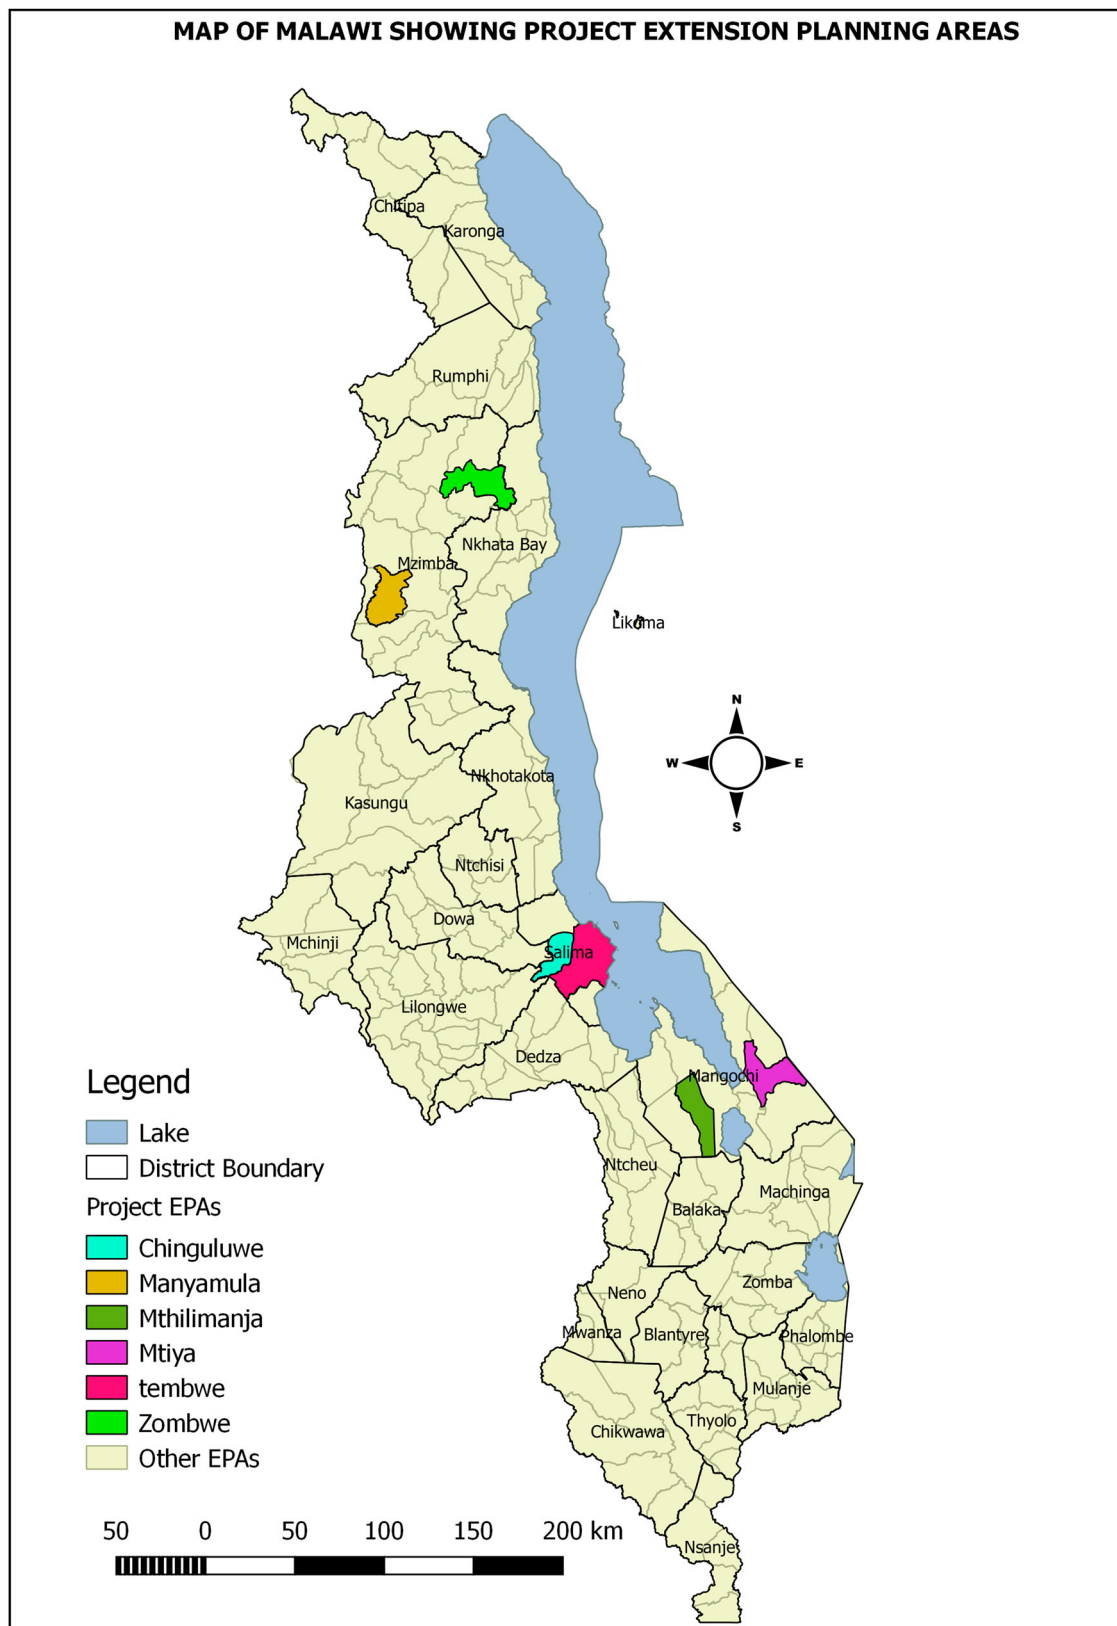 MAP OF MALAWI SHOWING PROJECT EXTENSION PLANNING AREAS
Chitipa
Karonga
Rumphi
Nkhata Bay
Mzimba
Likoma
N
W E
S
Nkhotakota
Kasungu
Ntchisi
Dowa
Mchinji
Salima
Lilongwe
Dedza
Mangochi
Ntcheu
Machinga
Balaka
Zomba
Neno
Mwanza
Blantyre
Phalombe
Mulanje
Thyolo
Chikwawa
Nsanje
Legend
Lake
District Boundary
Project EPAs
Chinguluwe
Manyamula
Mthilimanja
Mtiya
tembwe
Zombwe
Other EPAs
50 0 50 100 150 200 km